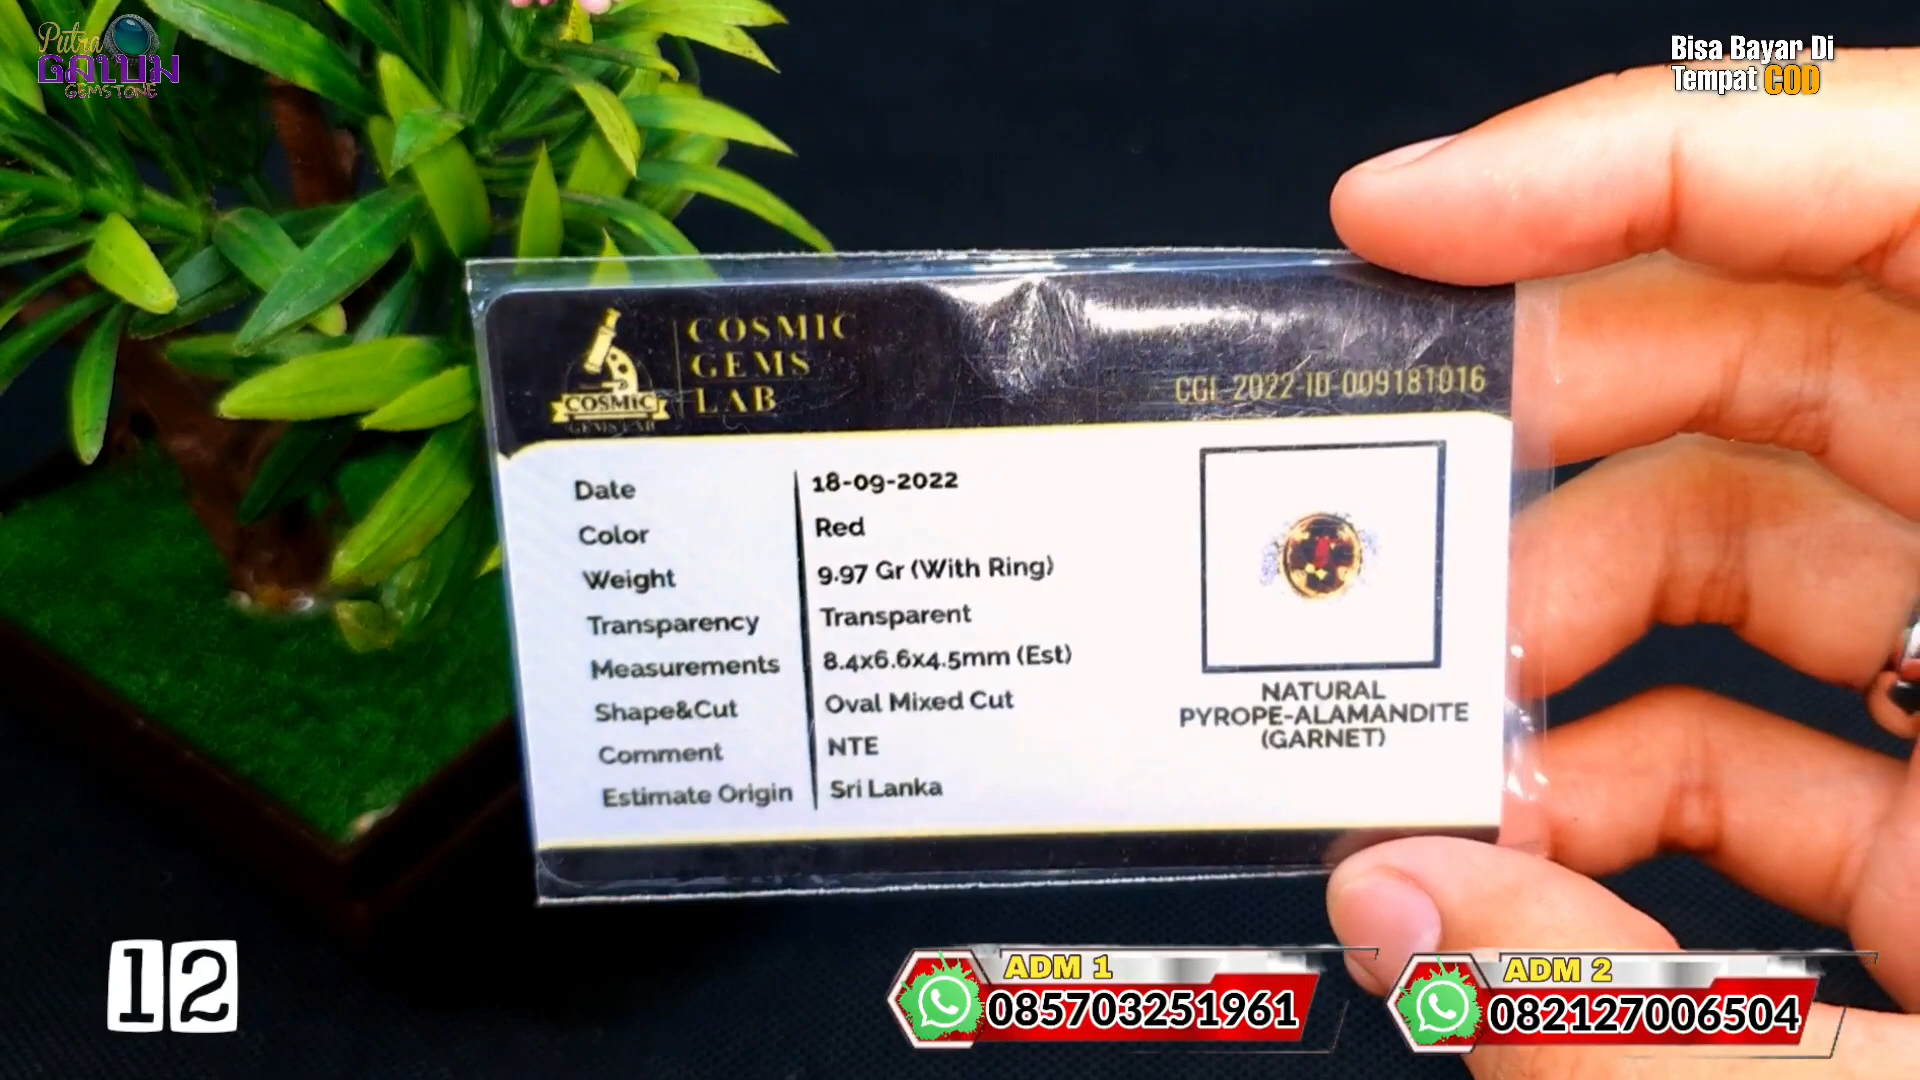 Putra
GALUN
GEMSTONE
Bisa Bayar Di
Tempat COD
COSMIC
GEMS LAB
COSMIC
GEMS
LAB
CGL-2022-ID-009181016
Date 18-09-2022
Color Red
Weight 9.97 Gr (With Ring)
Transparency Transparent
Measurements 8.4x6.6x4.5mm (Est)
Shape&Cut Oval Mixed Cut
Comment NTE
Estimate Origin Sri Lanka
NATURAL
PYROPE-ALAMANDITE
(GARNET)
12
ADM 1
085703251961
ADM 2
082127006504